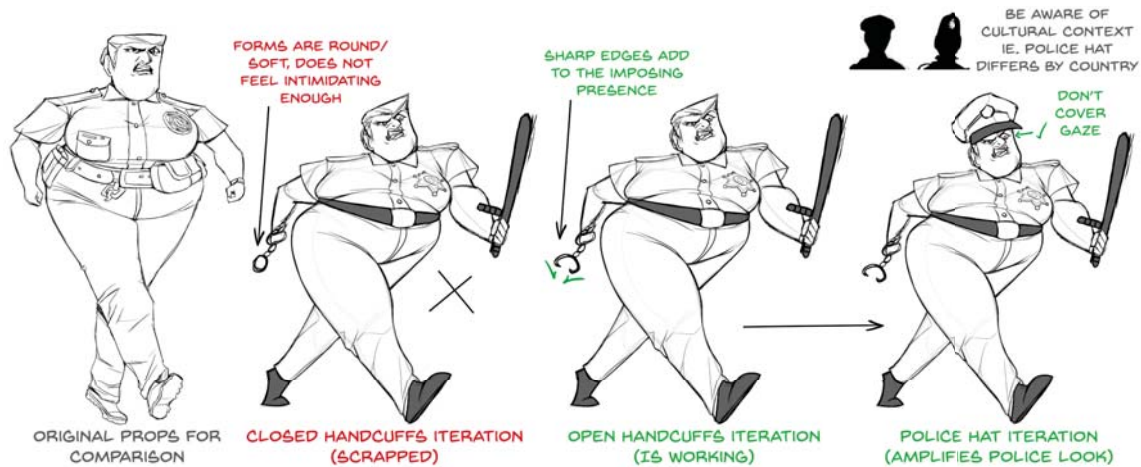 FORMS ARE ROUND/
SOFT, DOES NOT
FEEL INTIMIDATING
ENOUGH
SHARP EDGES ADD
TO THE IMPOSING
PRESENCE
BE AWARE OF
CULTURAL CONTEXT
IE. POLICE HAT
DIFFERS BY COUNTRY
DON'T
COVER
GAZE
ORIGINAL PROPS FOR
COMPARISON
CLOSED HANDCUFFS ITERATION
(SCRAPPED)
OPEN HANDCUFFS ITERATION
(IS WORKING)
POLICE HAT ITERATION
(AMPLIFIES POLICE LOOK)